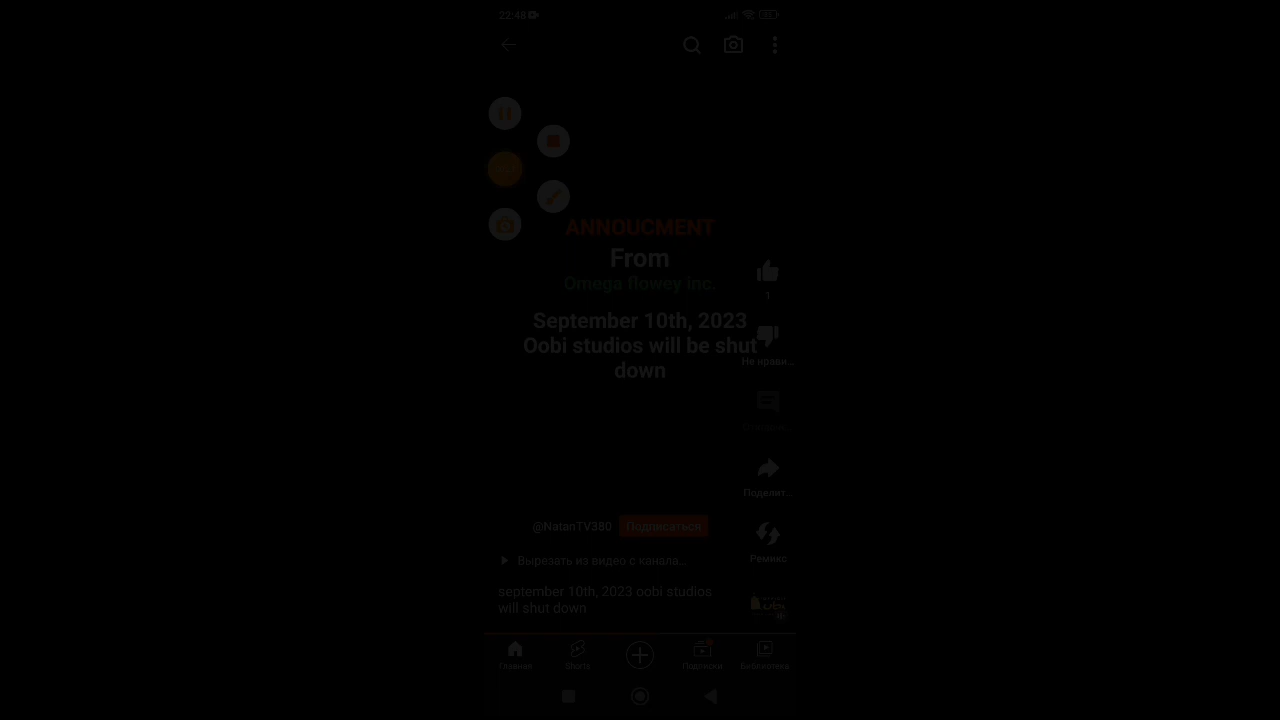 22:48
ANNOUCMENT
From
Omega flowey inc.
1
September 10th, 2023
Oobi studios will be shut
down
Не нрави...
Поделит...
@NatanTV380 Подписаться
Вырезать из видео с канала...
Ремикс
september 10th, 2023 oobi studios
will shut down
Главная Shorts Подписки Библиотека